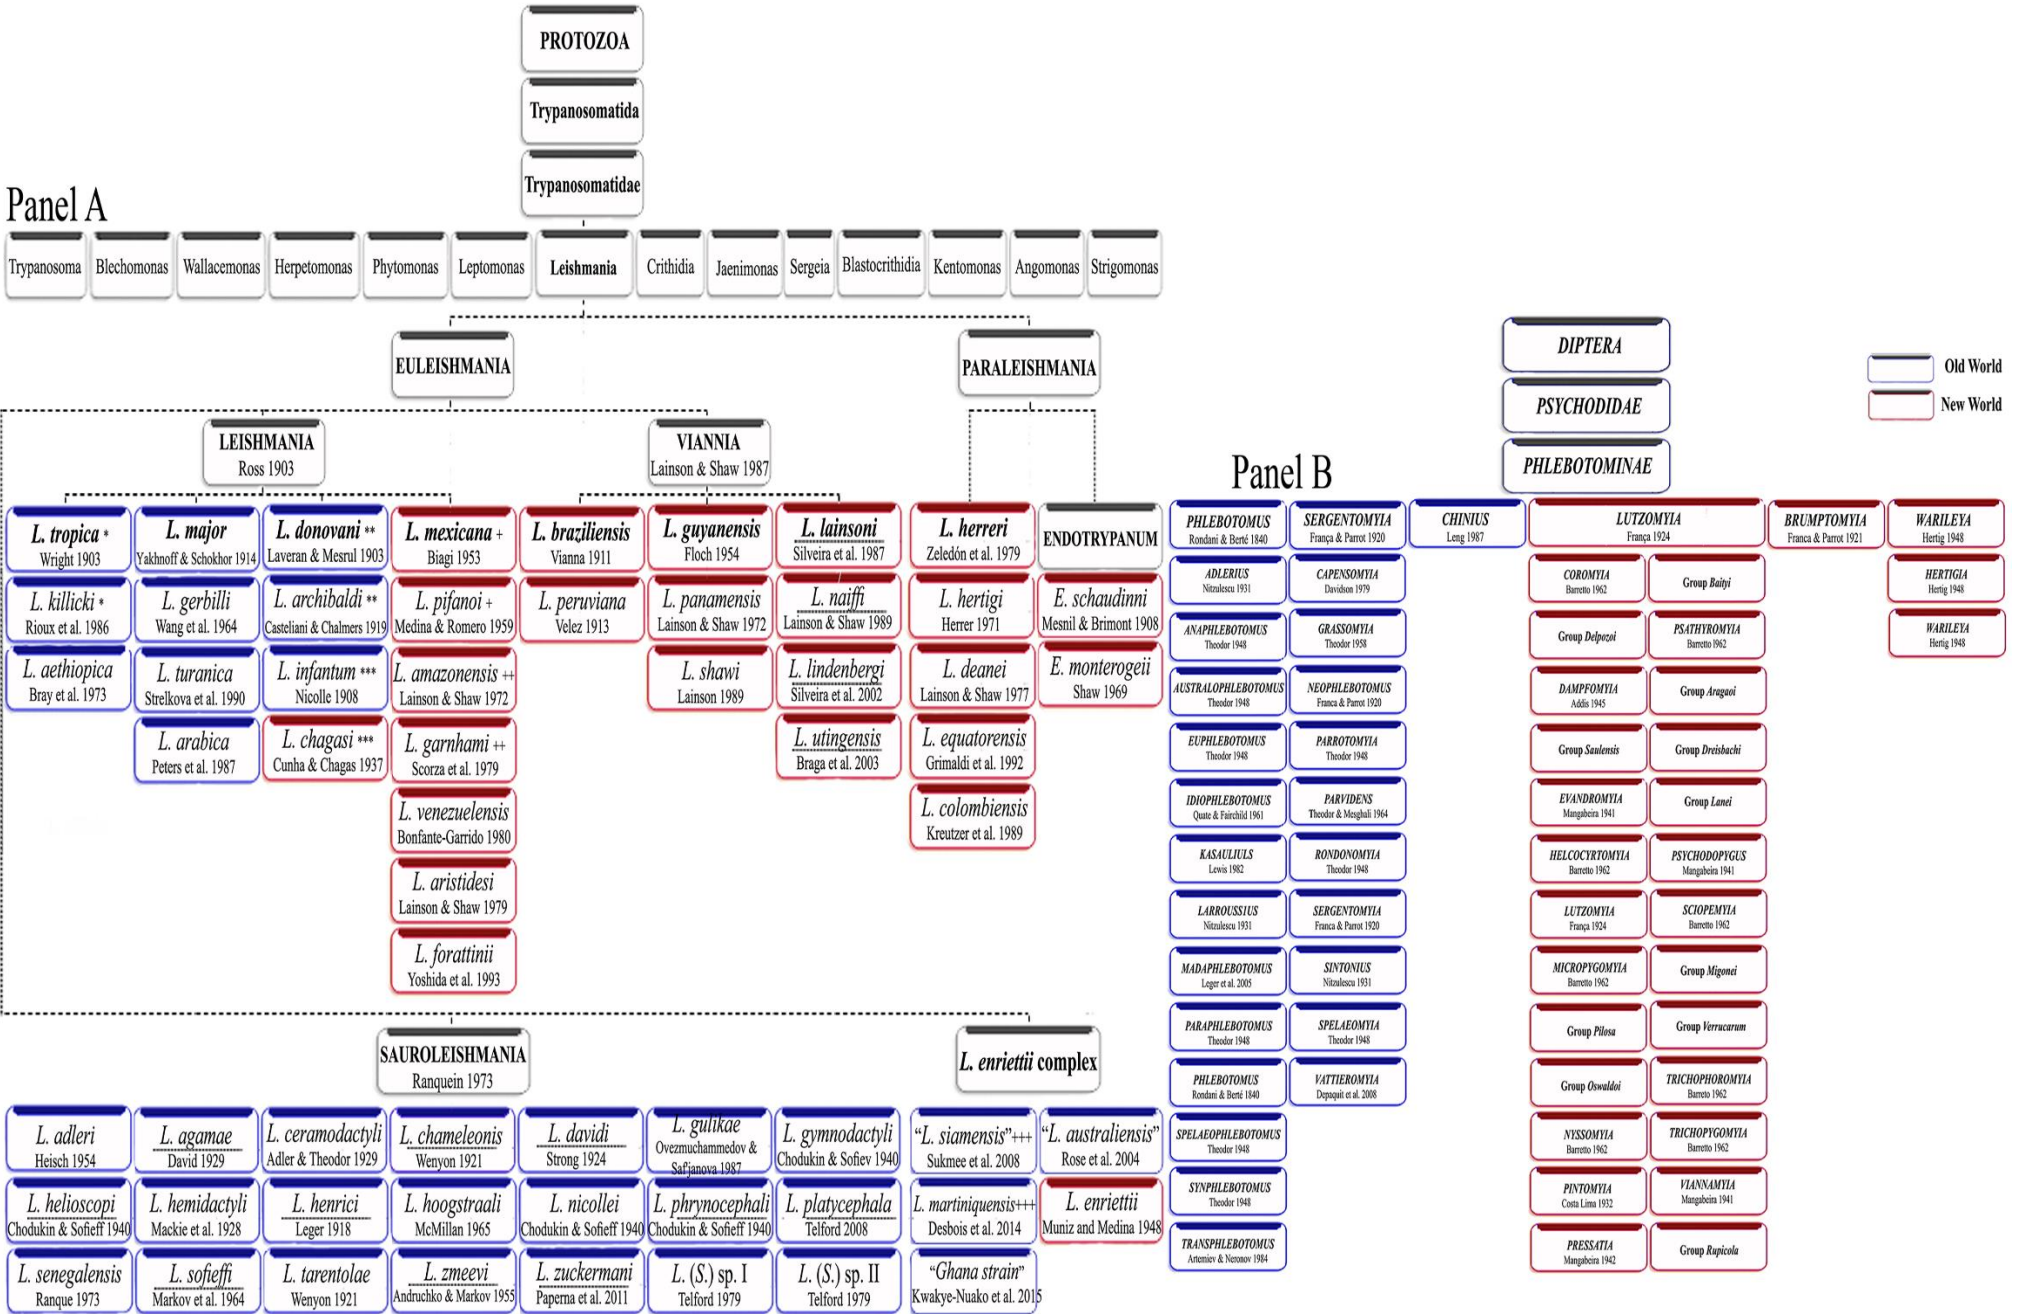 PROTOZOA
Trypanosomatida
Trypanosomatidae
Panel A
Trypanosoma
Blechomonas
Wallacemonas
Herpetomonas
Phytomonas
Leptomonas
Leishmania
Crithidia
Jaenimonas
Sergeia
Blastocrithidia
Kentomonas
Angomonas
Strigomonas
EULEISHMANIA
PARALEISHMANIA
LEISHMANIA
Ross 1903
VIANNIA
Lainson & Shaw 1987
L. tropica *
Wright 1903
L. killicki *
Rioux et al. 1986
L. aethiopica
Bray et al. 1973
L. major
Yakhnoff & Schokhor 1914
L. gerbilli
Wang et al. 1964
L. turanica
Strelkova et al. 1990
L. arabica
Peters et al. 1987
L. donovani **
Laveran & Mesrul 1903
L. archibaldi **
Casteliani & Chalmers 1919
L. infantum ***
Nicolle 1908
L. chagasi ***
Cunha & Chagas 1937
L. mexicana +
Biagi 1953
L. pifanoi +
Medina & Romero 1959
L. amazonensis ++
Lainson & Shaw 1972
L. garnhami ++
Scorza et al. 1979
L. venezuelensis
Bonfante-Garrido 1980
L. aristidesi
Lainson & Shaw 1979
L. forattinii
Yoshida et al. 1993
L. braziliensis
Vianna 1911
L. peruviana
Velez 1913
L. guyanensis
Floch 1954
L. panamensis
Lainson & Shaw 1972
L. shawi
Lainson 1989
L. lainsoni
Silveira et al. 1987
L. naiffi
Lainson & Shaw 1989
L. lindenbergi
Silveira et al. 2002
L. utingensis
Braga et al. 2003
L. herreri
Zeledón et al. 1979
L. hertigi
Herrer 1971
L. deanei
Lainson & Shaw 1977
L. equatorensis
Grimaldi et al. 1992
L. colombiensis
Kreutzer et al. 1989
ENDOTRYPANUM
E. schaudinni
Mesnil & Brimont 1908
E. monterogeii
Shaw 1969
SAUROLEISHMANIA
Ranquein 1973
L. enriettii complex
L. adleri
Heisch 1954
L. agamae
David 1929
L. ceramodactyli
Adler & Theodor 1929
L. chameleonis
Wenyon 1921
L. davidi
Strong 1924
L. gulikae
Ovezmuchammedov &
Saf'janova 1987
L. gymnodactyli
Chodukin & Sofiev 1940
"L. siamensis"+++
Sukmee et al. 2008
"L. australiensis"
Rose et al. 2004
L. helioscopi
Chodukin & Sofieff 1940
L. hemidactyli
Mackie et al. 1928
L. henrici
Leger 1918
L. hoogstraali
McMillan 1965
L. nicollei
Chodukin & Sofieff 1940
L. phrynocephali
Chodukin & Sofieff 1940
L. platycephala
Telford 2008
L. martiniquensis+++
Desbois et al. 2014
L. enriettii
Muniz and Medina 1948
L. senegalensis
Ranque 1973
L. sofieffi
Markov et al. 1964
L. tarentolae
Wenyon 1921
L. zmeevi
Andruchko & Markov 1955
L. zuckermani
Paperna et al. 2011
L. (S.) sp. I
Telford 1979
L. (S.) sp. II
Telford 1979
"Ghana strain"
Kwakye-Nuako et al. 2015
Panel B
DIPTERA
PSYCHODIDAE
PHLEBOTOMINAE
Old World
New World
PHLEBOTOMUS
Rondani & Berté 1840
ADLERIUS
Nitzulescu 1931
ANAPHLEBOTOMUS
Theodor 1948
AUSTRALOPHLEBOTOMUS
Theodor 1948
EUPHLEBOTOMUS
Theodor 1948
IDIOPHLEBOTOMUS
Quate & Fairchild 1961
KASAULIULS
Lewis 1982
LARROUSSIUS
Nitzulescu 1931
MADAPHLEBOTOMUS
Leger et al. 2005
PARAPHLEBOTOMUS
Theodor 1948
PHLEBOTOMUS
Rondani & Berté 1840
SPELAEOPHLEBOTOMUS
Theodor 1948
SYNPHLEBOTOMUS
Theodor 1948
TRANSPHLEBOTOMUS
Artemiev & Neronov 1984
SERGENTOMYIA
França & Parrot 1920
CAPENSOMYIA
Davidson 1979
GRASSOMYIA
Theodor 1958
NEOPHLEBOTOMUS
Franca & Parrot 1920
PARROTOMYIA
Theodor 1948
PARVIDENS
Theodor & Mesghali 1964
RONDONOMYIA
Theodor 1948
SERGENTOMYIA
Franca & Parrot 1920
SINTONIUS
Nitzulescu 1931
SPELAEOMYIA
Theodor 1948
VATTIEROMYIA
Depaquit et al. 2008
CHINIUS
Leng 1987
LUTZOMYIA
França 1924
COROMYIA
Barretto 1962
Group Baityi
Group Delpozoi
PSATHYROMYIA
Barretto 1962
DAMPFOMYIA
Addis 1945
Group Aragaoi
Group Saulensis
Group Dreisbachi
EVANDROMYIA
Mangabeira 1941
Group Lanei
HELCOCYRTOMYIA
Barretto 1962
PSYCHODOPYGUS
Mangabeira 1941
LUTZOMYIA
França 1924
SCIOPEMYIA
Barretto 1962
MICROPYGOMYIA
Barretto 1962
Group Migonei
Group Pilosa
Group Verrucarum
Group Oswaldoi
TRICHOPHOROMYIA
Barreto 1962
NYSSOMYIA
Barretto 1962
TRICHOPYGOMYIA
Barretto 1962
PINTOMYIA
Costa Lima 1932
VIANNAMYIA
Mangabeira 1941
PRESSATIA
Mangabeira 1942
Group Rupicola
BRUMPTOMYIA
Franca & Parrot 1921
WARILEYA
Hertig 1948
HERTIGIA
Hertig 1948
WARILEYA
Hertig 1948